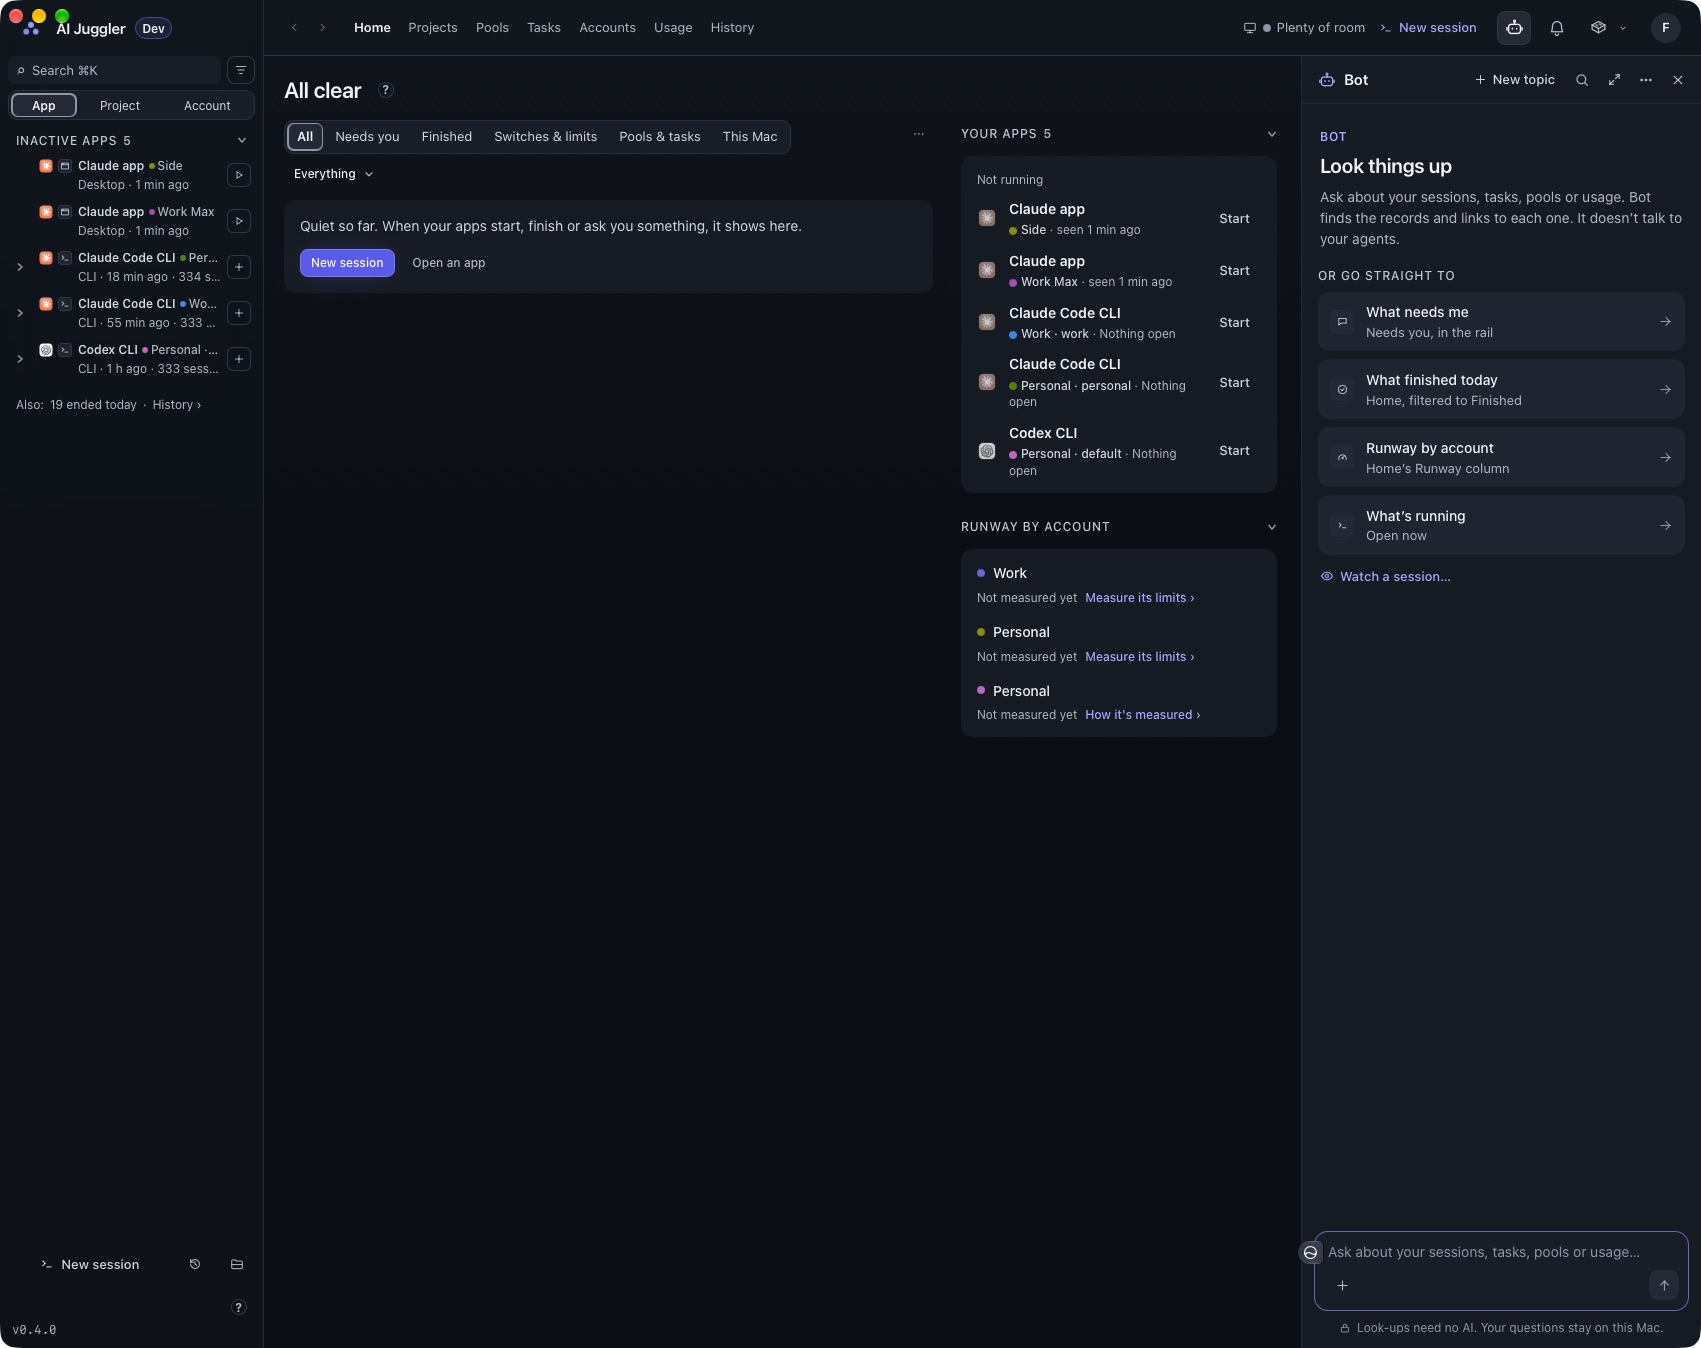 AI Juggler Dev
Search ⌘K
App Project Account
INACTIVE APPS 5
Claude app Side
Desktop · 1 min ago
Claude app Work Max
Desktop · 1 min ago
Claude Code CLI Per...
CLI · 18 min ago · 334 s...
Claude Code CLI Wo...
CLI · 55 min ago · 333 ...
Codex CLI Personal ·...
CLI · 1 h ago · 333 sess...
Also: 19 ended today · History ›
New session
?
v0.4.0
Home Projects Pools Tasks Accounts Usage History
Plenty of room New session F
All clear ?
All Needs you Finished Switches & limits Pools & tasks This Mac ...
Everything
Quiet so far. When your apps start, finish or ask you something, it shows here.
New session Open an app
YOUR APPS 5
Not running
Claude app
Side · seen 1 min ago
Start
Claude app
Work Max · seen 1 min ago
Start
Claude Code CLI
Work · work · Nothing open
Start
Claude Code CLI
Personal · personal · Nothing
open
Start
Codex CLI
Personal · default · Nothing
open
Start
RUNWAY BY ACCOUNT
Work
Not measured yet Measure its limits ›
Personal
Not measured yet Measure its limits ›
Personal
Not measured yet How it's measured ›
Bot + New topic
BOT
Look things up
Ask about your sessions, tasks, pools or usage. Bot
finds the records and links to each one. It doesn't talk to
your agents.
OR GO STRAIGHT TO
What needs me
Needs you, in the rail
What finished today
Home, filtered to Finished
Runway by account
Home's Runway column
What's running
Open now
Watch a session...
Ask about your sessions, tasks, pools or usage...
Look-ups need no AI. Your questions stay on this Mac.